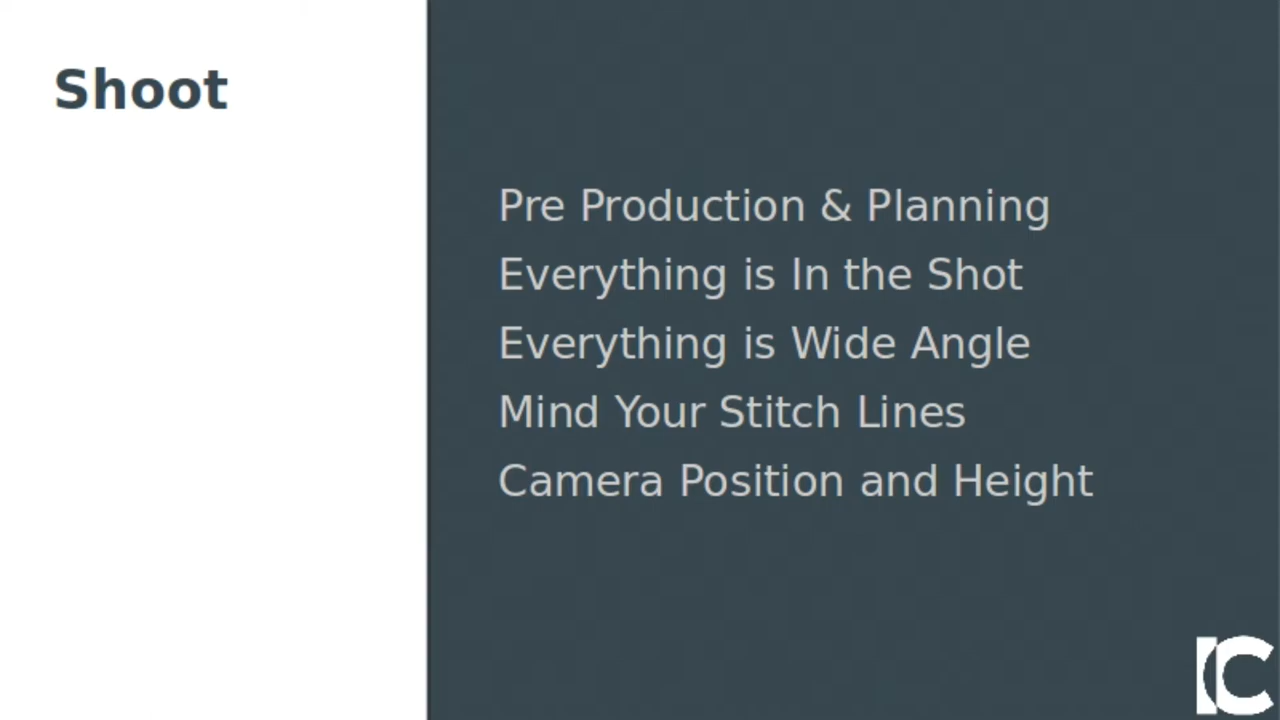 Shoot
Pre Production & Planning
Everything is In the Shot
Everything is Wide Angle
Mind Your Stitch Lines
Camera Position and Height
IC